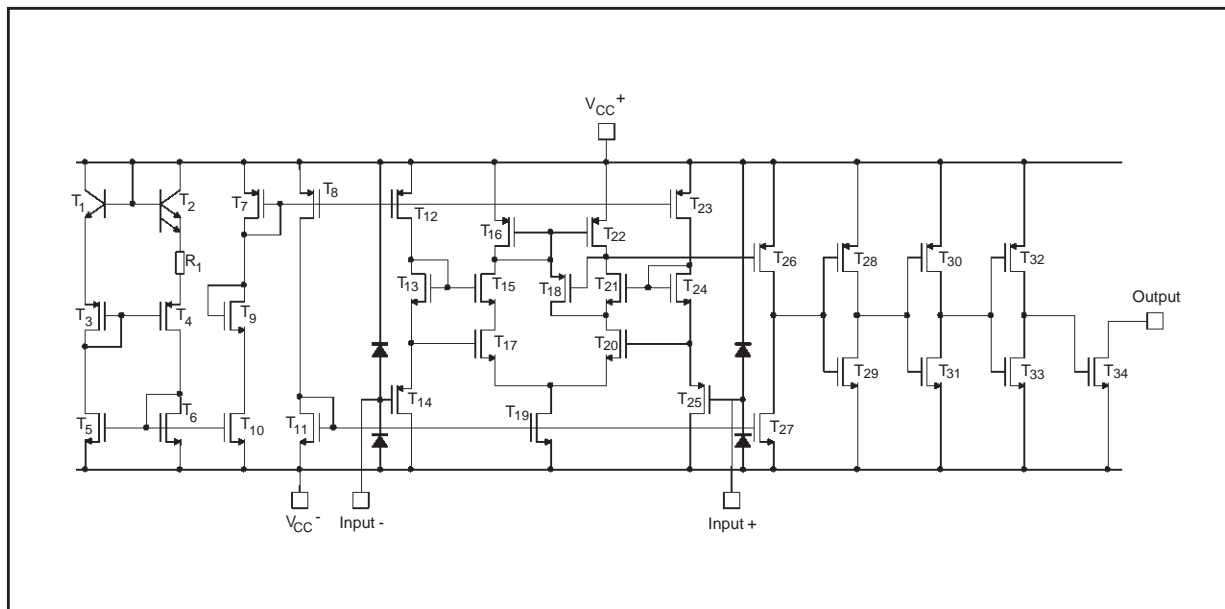 VCC+
T1
T2
T7
T8
T12
T16
T22
T23
R1
T13
T15
T18
T21
T24
T26
T28
T30
T32
Output
T3
T4
T9
T17
T20
T14
T25
T29
T31
T33
T34
T5
T6
T10
T11
T19
T27
VCC-
Input -
Input +